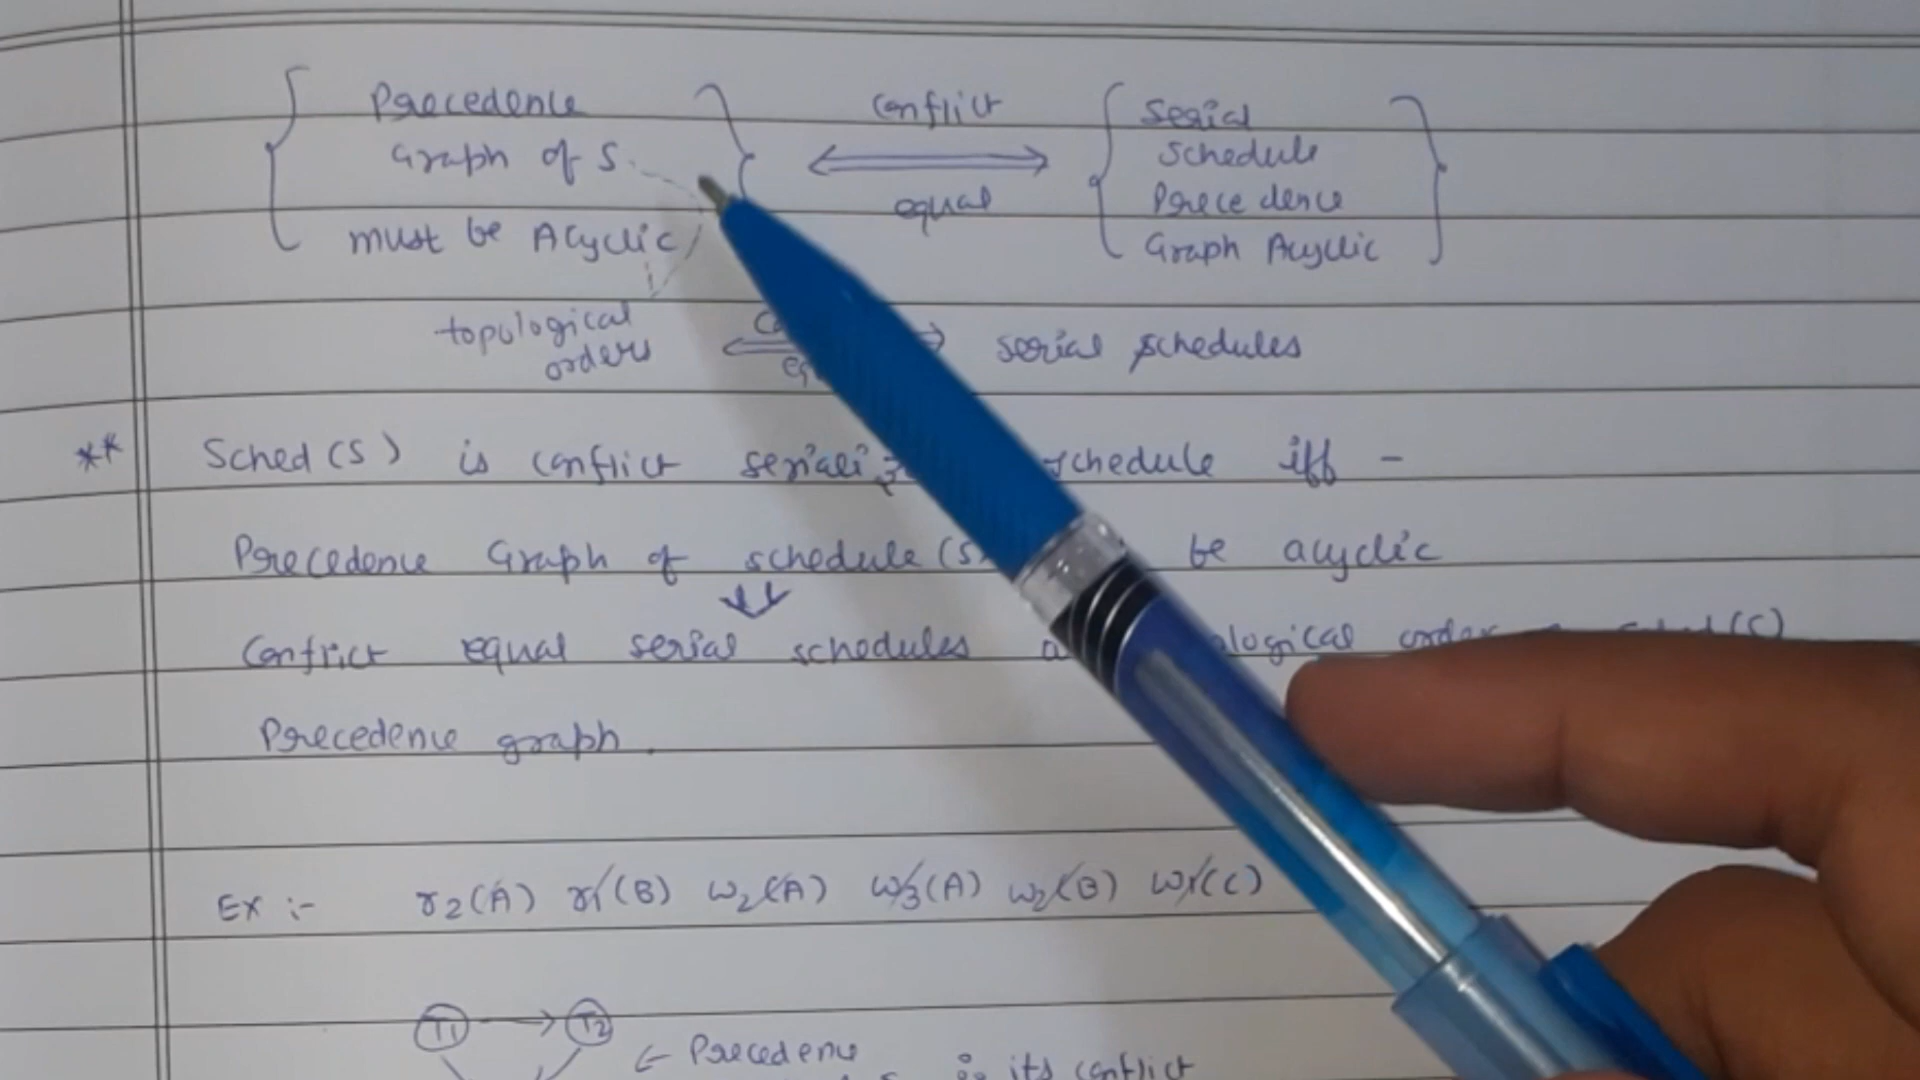 Precedence
Graph of S
must be Acyclic
conflict
equal
Serial
Schedule
Precedence
Graph Acyclic
topological
orders
serial schedules
** Sched (S) is conflict schedule iff -
Precedence Graph of schedule (S) be acyclic
Confrict equal serial schedules
Precedence graph.
Ex :- r2(A) r1(B) w2(A) w3(A) w2(B) w1(C)
T1 → T2
← Precedence
∴ its conflict